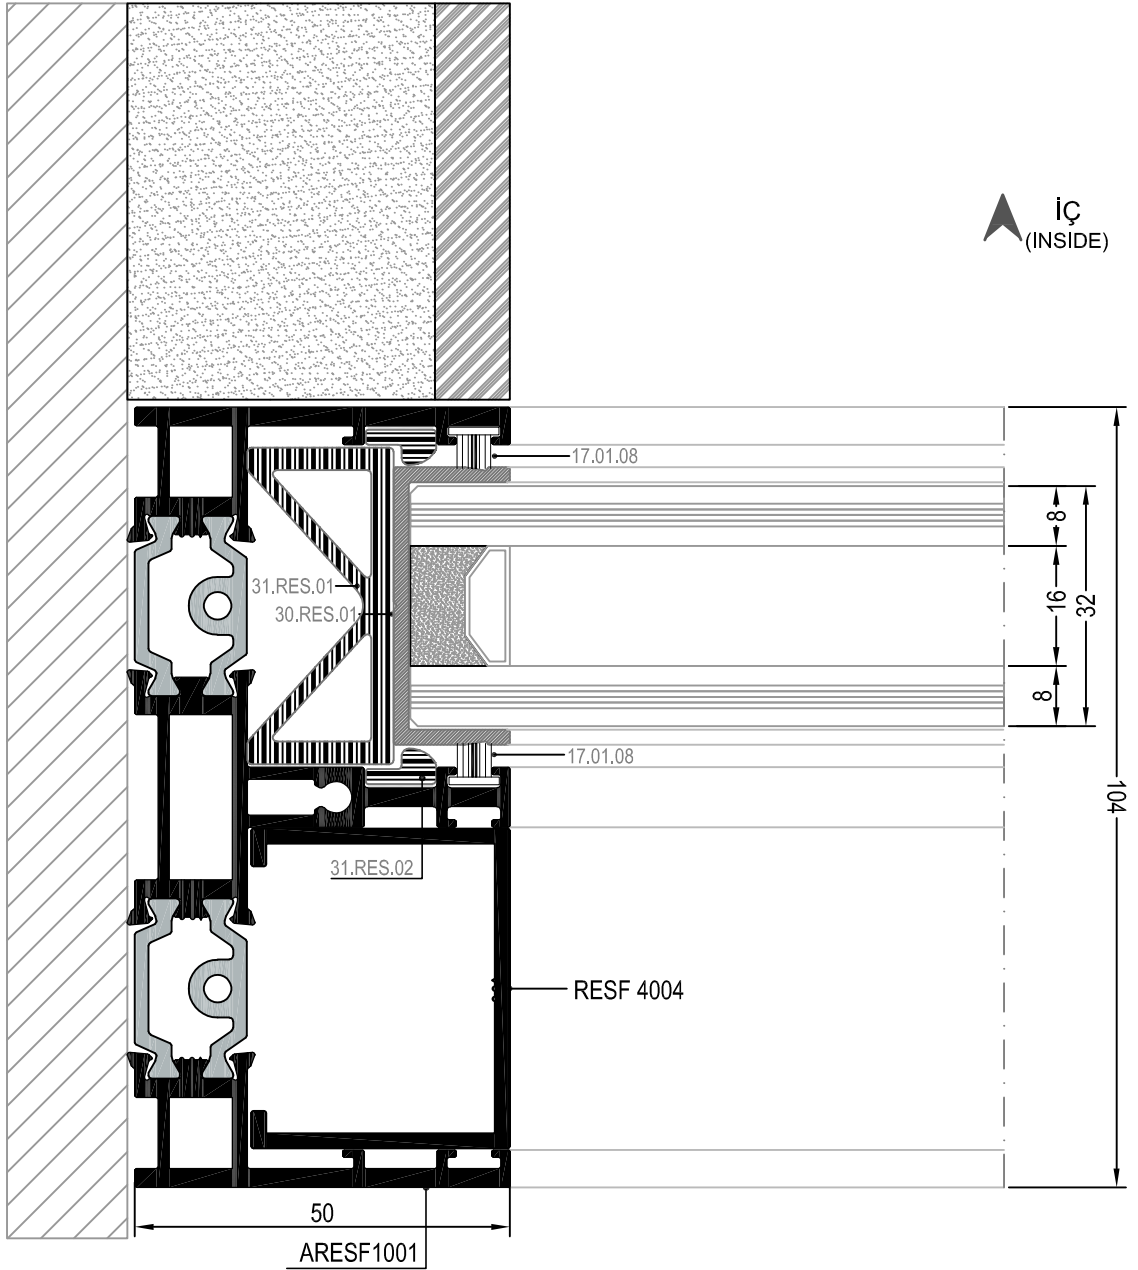 İÇ
(INSIDE)
17.01.08
8
31.RES.01
30.RES.01
16
32
8
17.01.08
104
31.RES.02
RESF 4004
50
ARESF1001